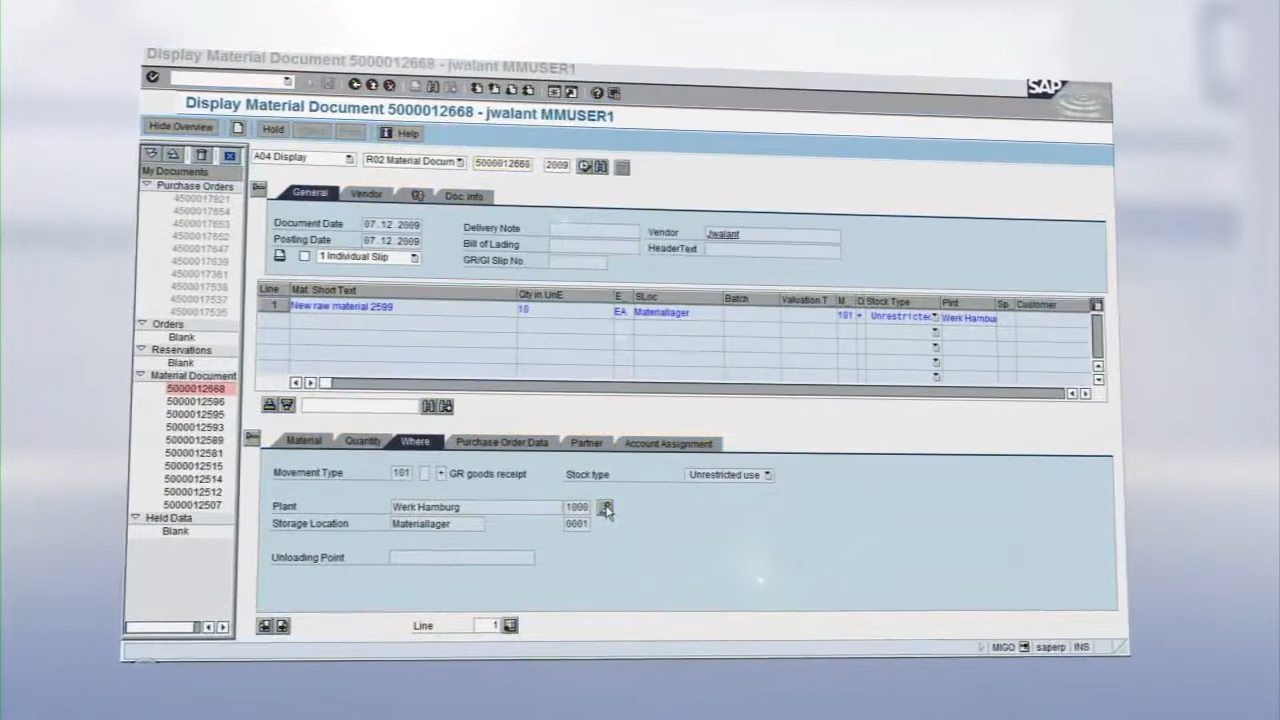 Display Material Document 5000012668 - jwalant MMUSER1
SAP
Display Material Document 5000012668 - jwalant MMUSER1
Hide Overview Hold Help
A04 Display R02 Material Docum 5000012668 2009
My Documents
Purchase Orders
4500017821
4500017654
4500017653
4500017652
4500017647
4500017639
4500017361
4500017538
4500017537
4500017535
Orders
Blank
Reservations
Blank
Material Document
5000012668
5000012596
5000012595
5000012593
5000012589
5000012581
5000012515
5000012514
5000012512
5000012507
Held Data
Blank
General Vendor Doc. info
Document Date 07.12.2009 Delivery Note Vendor Jwalant
Posting Date 07.12.2009 Bill of Lading HeaderText
1 Individual Slip GR/GI Slip No.
Line Mat. Short Text Qty in UnE E SLoc Batch Valuation T M D Stock Type Plnt Sp Customer
1 New raw material 2599 10 EA Materiallager 101 + Unrestricted Werk Hambu
Material Quantity Where Purchase Order Data Partner Account Assignment
Movement Type 101 + GR goods receipt Stock type Unrestricted use
Plant Werk Hamburg 1000
Storage Location Materiallager 0001
Unloading Point
Line 1
MIGO saperp INS